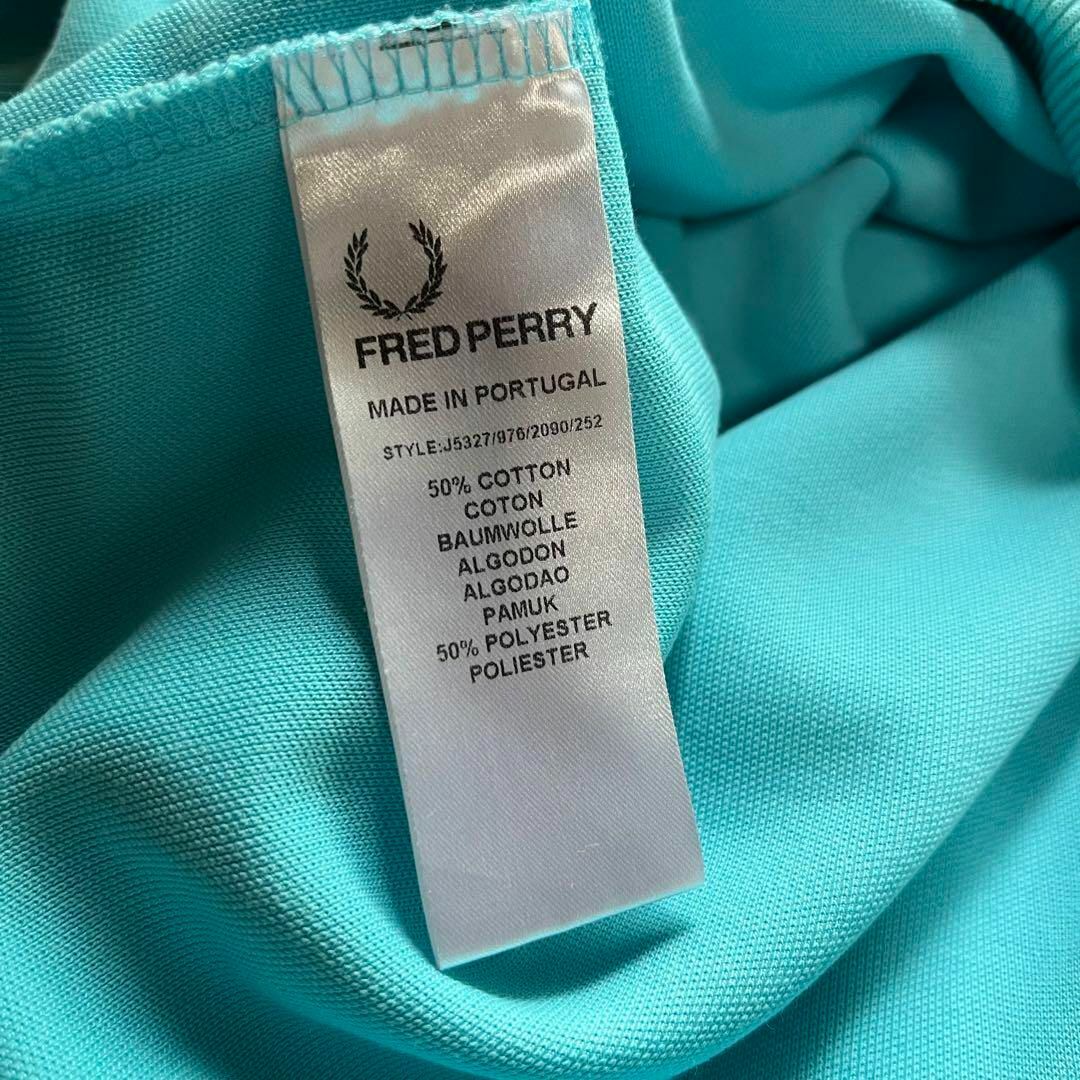 FRED PERRY
MADE IN PORTUGAL
STYLE:J5327/976/2090/252
50% COTTON
COTON
BAUMWOLLE
ALGODON
ALGODAO
PAMUK
50% POLYESTER
POLIESTER